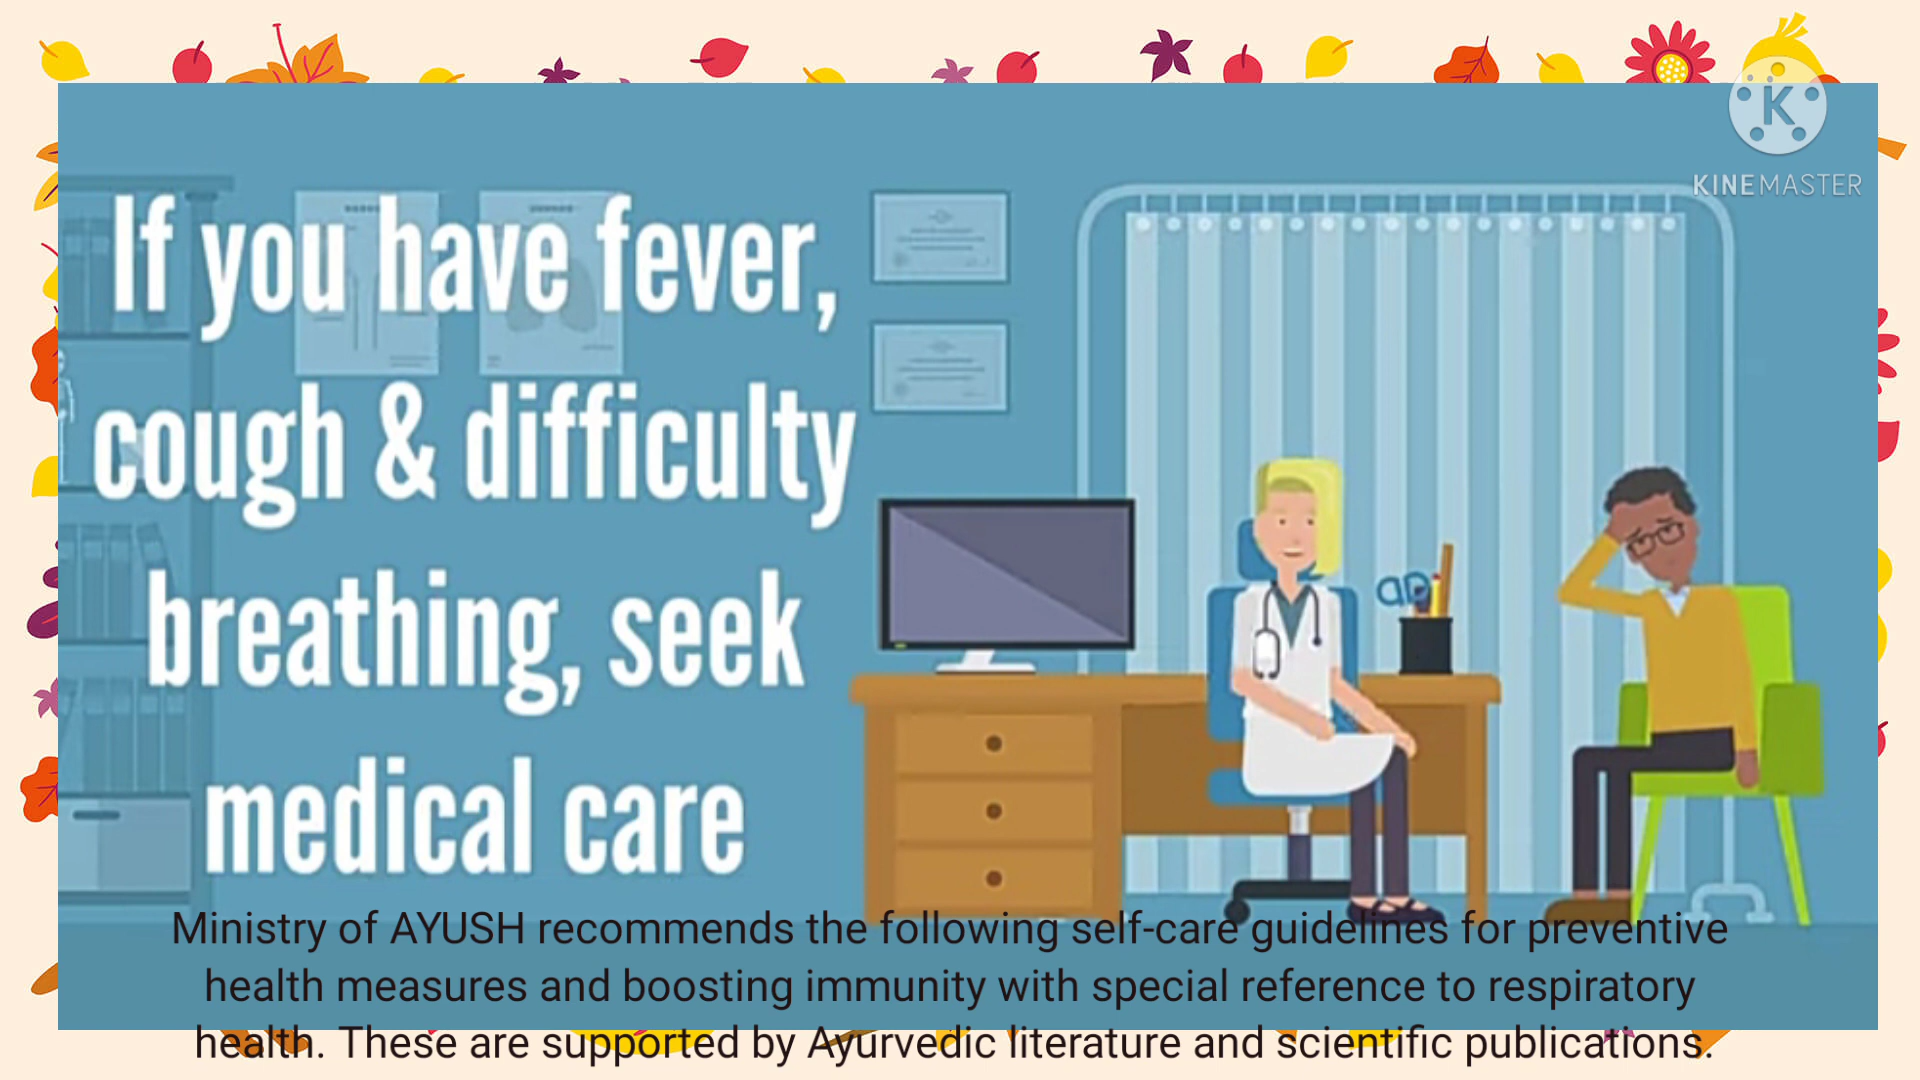 K
KINEMASTER
If you have fever,
cough & difficulty
breathing, seek
medical care
Ministry of AYUSH recommends the following self-care guidelines for preventive
health measures and boosting immunity with special reference to respiratory
health. These are supported by Ayurvedic literature and scientific publications.